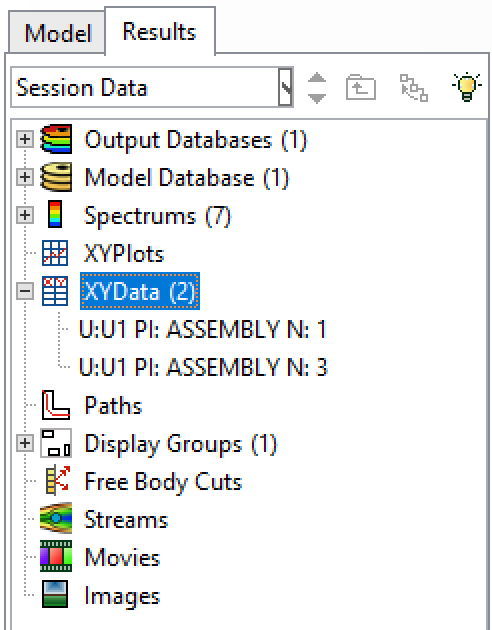 Model Results
Session Data
Output Databases (1)
Model Database (1)
Spectrums (7)
XYPlots
XYData (2)
U:U1 PI: ASSEMBLY N: 1
U:U1 PI: ASSEMBLY N: 3
Paths
Display Groups (1)
Free Body Cuts
Streams
Movies
Images